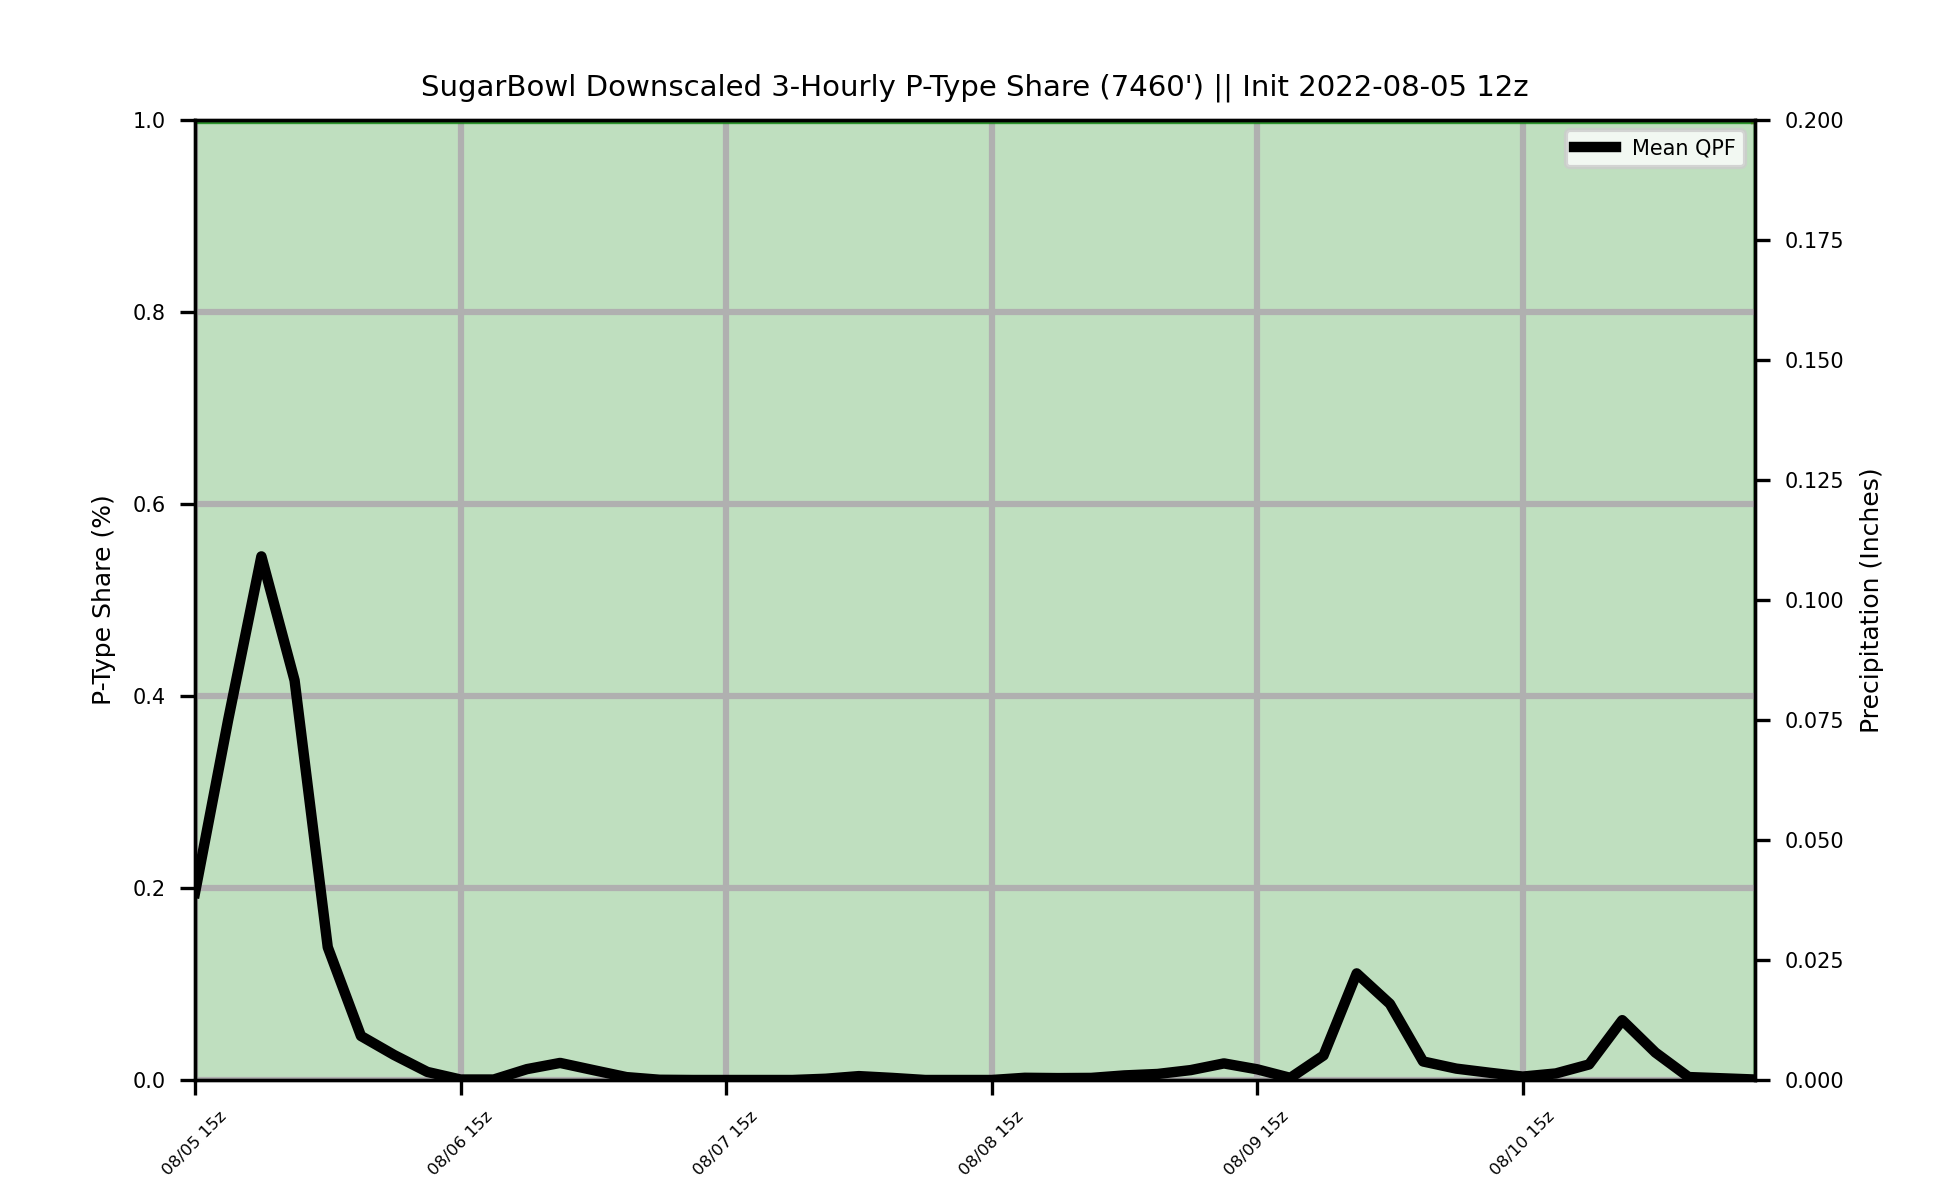 SugarBowl Downscaled 3-Hourly P-Type Share (7460') || Init 2022-08-05 12z
Mean QPF
P-Type Share (%)
1.0
0.8
0.6
0.4
0.2
0.0
0.200
0.175
0.150
0.125
0.100
0.075
0.050
0.025
0.000
Precipitation (Inches)
08/05 15z
08/06 15z
08/07 15z
08/08 15z
08/09 15z
08/10 15z